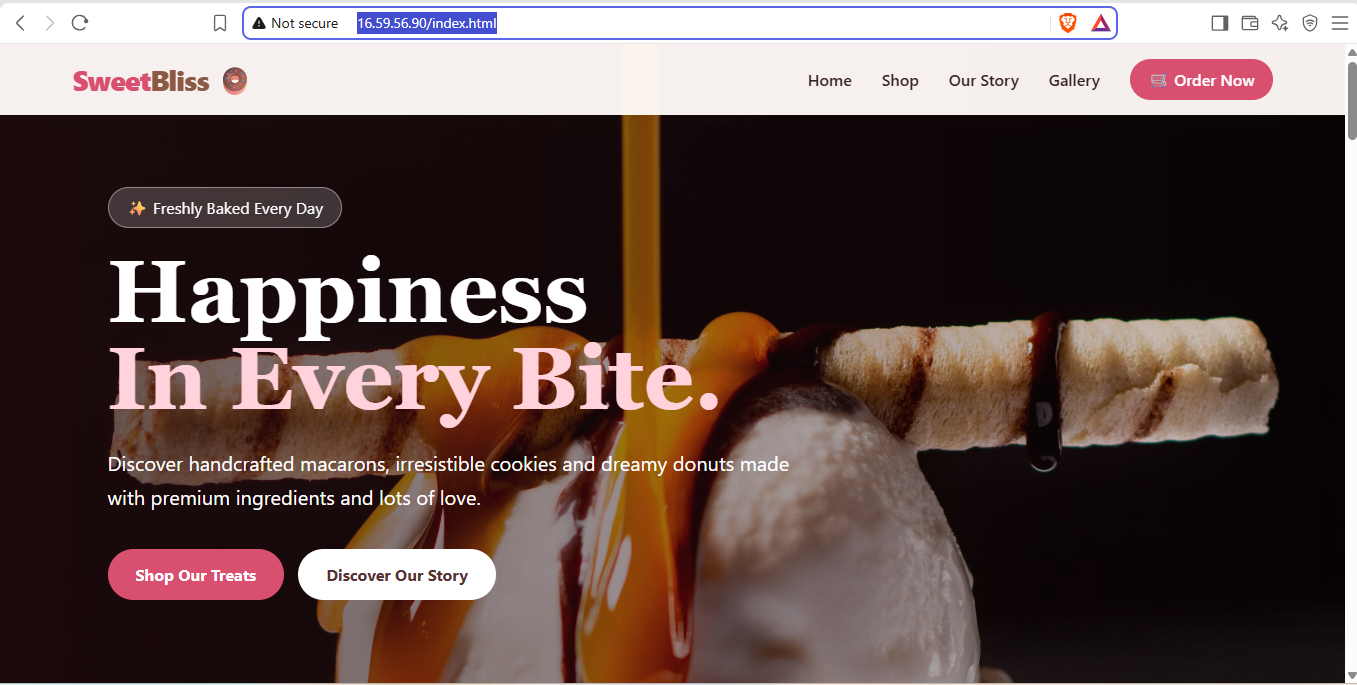 Not secure 16.59.56.90/index.html
SweetBliss
Home Shop Our Story Gallery 🛒 Order Now
✨ Freshly Baked Every Day
Happiness
In Every Bite.
Discover handcrafted macarons, irresistible cookies and dreamy donuts made
with premium ingredients and lots of love.
Shop Our Treats Discover Our Story